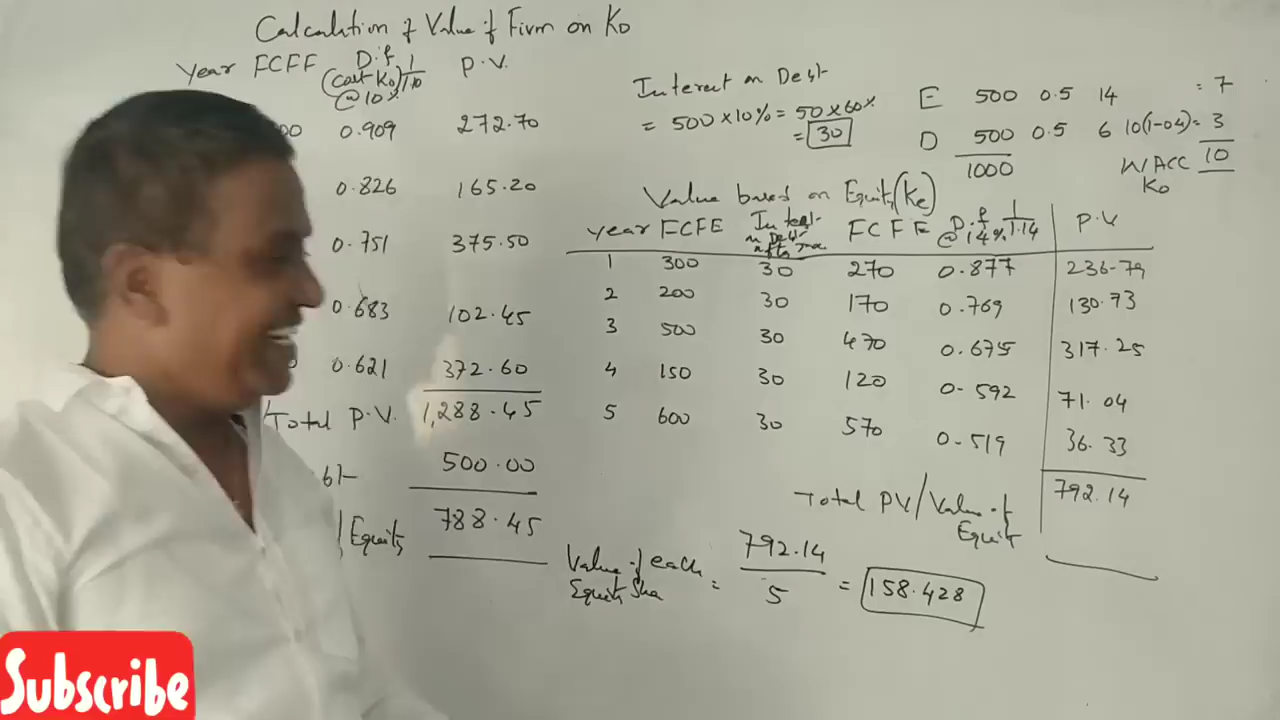 Calculation of Value of Firm on Ko
Year FCFF D.f P.V.
(Cost Ko) 1/1.10
@ 10%
00 0.909 272.70
0.826 165.20
0.751 375.50
0.683 102.45
0.621 372.60
Total P.V. 1,288.45
500.00
Equity 788.45
Interest on Debt
= 500 x 10% = 50 x 60%
= 30
E 500 0.5 14 = 7
D 500 0.5 6 10(1-04) = 3
1000 WACC 10
Ko
Value based on Equity (Ke)
year FCFE Interest on Debt after tax FCFE D.f 1/1.14 @ 14% P.V
1 300 30 270 0.877 236.79
2 200 30 170 0.769 130.73
3 500 30 470 0.675 317.25
4 150 30 120 0.592 71.04
5 600 30 570 0.519 36.33
Total PV/Value of 792.14
Equit
Value of each
Equit Sha = 792.14/5 = 158.428
Subscribe